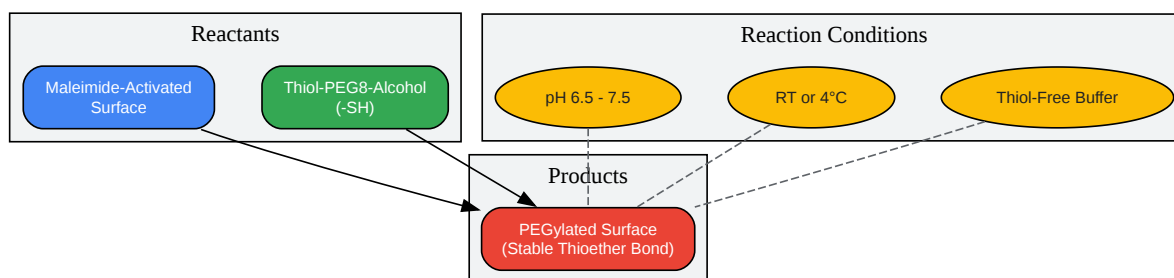 Reactants
Maleimide-Activated
Surface
Thiol-PEG8-Alcohol
(-SH)
Reaction Conditions
pH 6.5 - 7.5
RT or 4°C
Thiol-Free Buffer
Products
PEGylated Surface
(Stable Thioether Bond)